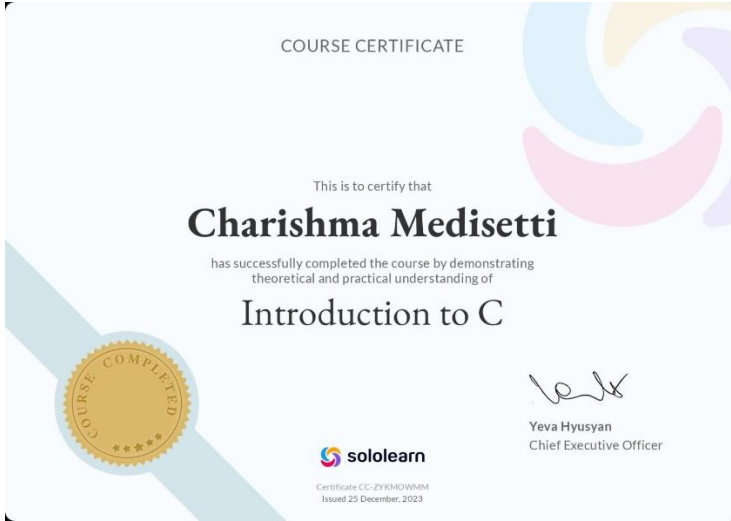 COURSE CERTIFICATE
This is to certify that
Charishma Medisetti
has successfully completed the course by demonstrating
theoretical and practical understanding of
Introduction to C
COURSE COMPLETED
Yeva Hyusyan
Chief Executive Officer
sololearn
Certificate CC-ZYKMOWMM
Issued 25 December, 2023